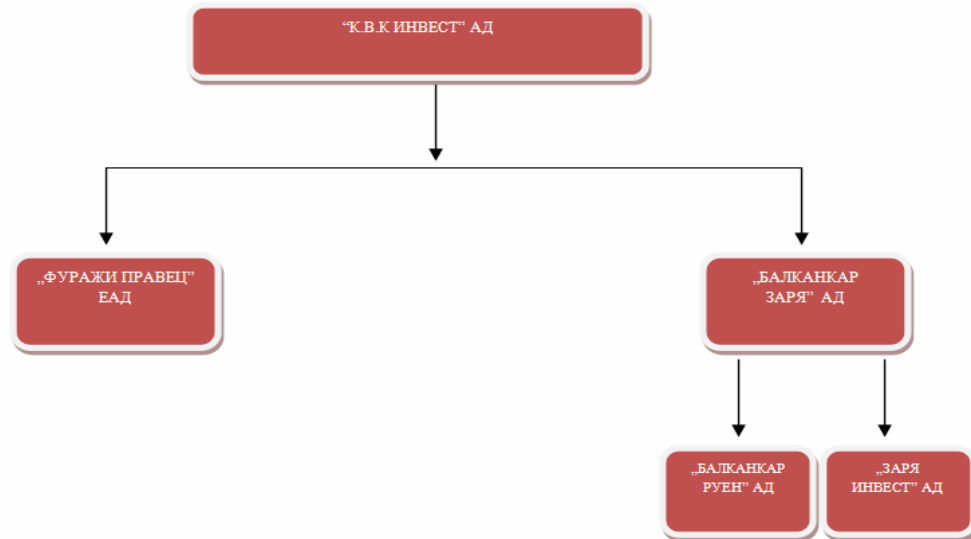 “К.В.К ИНВЕСТ” АД
„ФУРАЖИ ПРАВЕЦ”
ЕАД
„БАЛКАНКАР
ЗАРЯ” АД
„БАЛКАНКАР
РУЕН” АД
„ЗАРЯ
ИНВЕСТ” АД